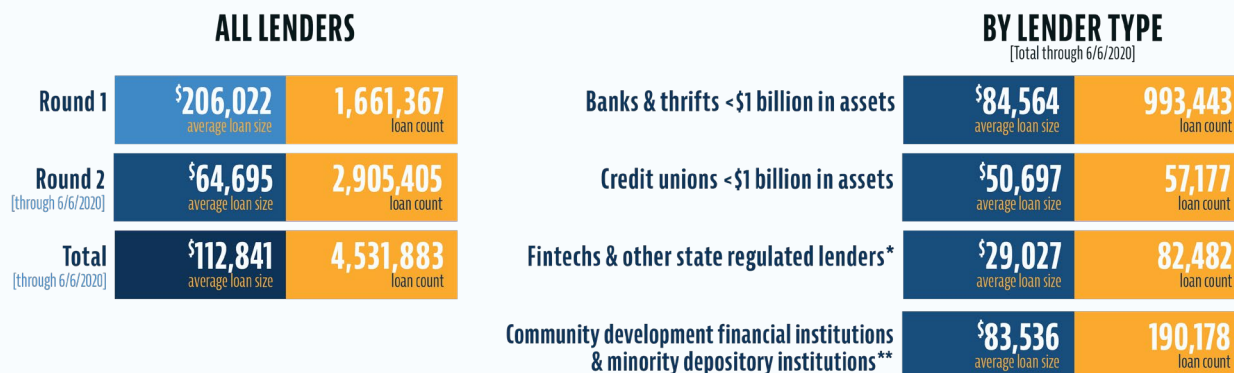 ALL LENDERS
Round 1
$206,022
average loan size
1,661,367
loan count
Round 2
[through 6/6/2020]
$64,695
average loan size
2,905,405
loan count
Total
[through 6/6/2020]
$112,841
average loan size
4,531,883
loan count
BY LENDER TYPE
[Total through 6/6/2020]
Banks & thrifts <$1 billion in assets
$84,564
average loan size
993,443
loan count
Credit unions <$1 billion in assets
$50,697
average loan size
57,177
loan count
Fintechs & other state regulated lenders*
$29,027
average loan size
82,482
loan count
Community development financial institutions
& minority depository institutions**
$83,536
average loan size
190,178
loan count